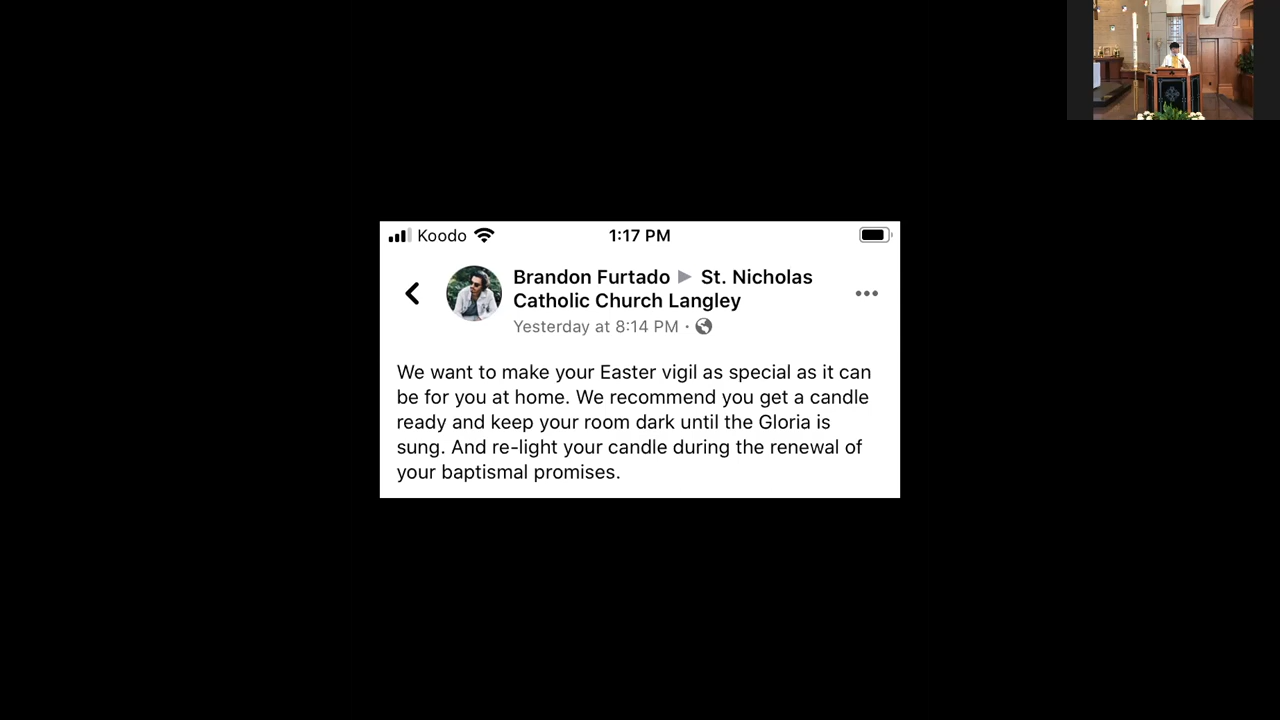 Koodo 1:17 PM
Brandon Furtado ▶ St. Nicholas
Catholic Church Langley
Yesterday at 8:14 PM ·
We want to make your Easter vigil as special as it can
be for you at home. We recommend you get a candle
ready and keep your room dark until the Gloria is
sung. And re-light your candle during the renewal of
your baptismal promises.